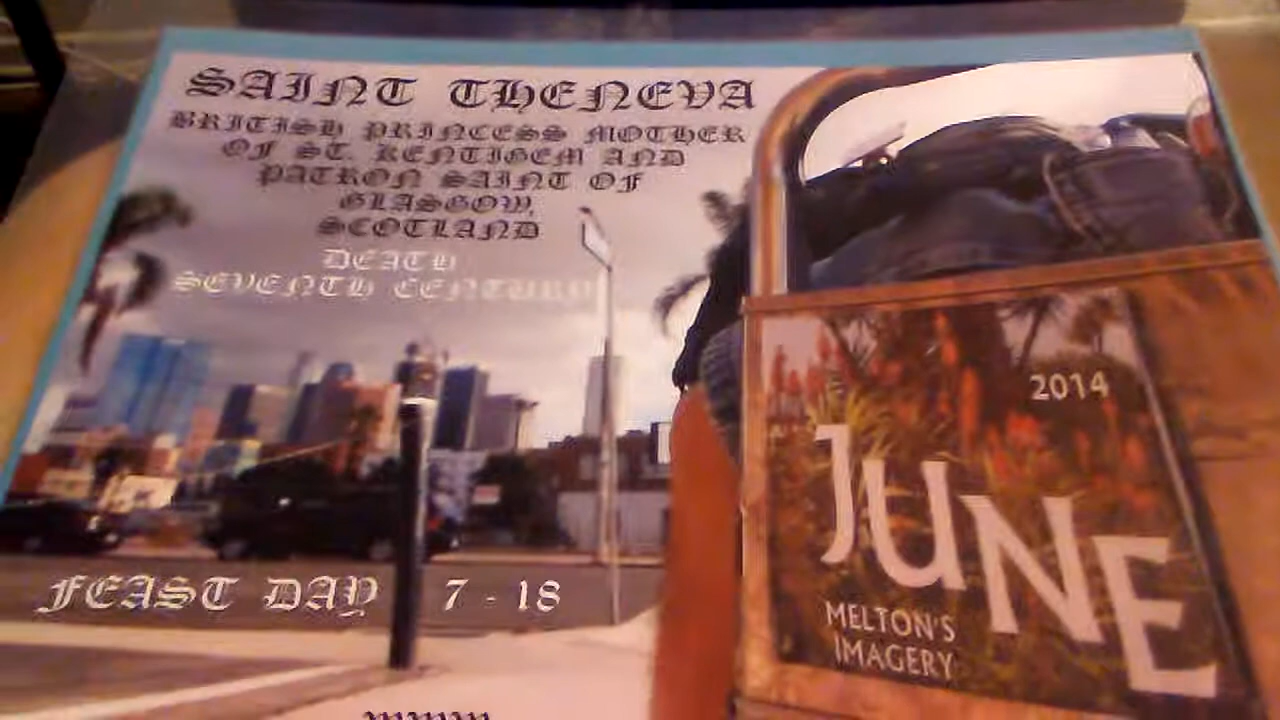 SAINT THENEVA
BRITISH PRINCESS MOTHER
OF ST. KENTIGEM AND
PATRON SAINT OF
GLASGOW,
SCOTLAND
DEATH
SEVENTH CENTURY
FEAST DAY 7 - 18
2014
JUNE
MELTON'S
IMAGERY